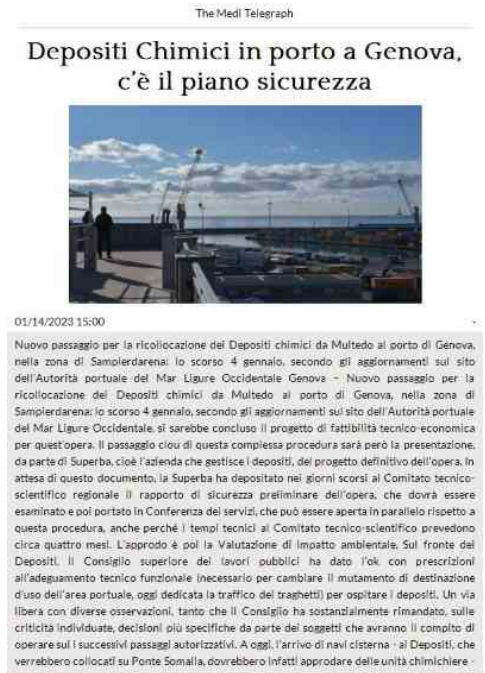 The Medi Telegraph
Depositi Chimici in porto a Genova,
c'è il piano sicurezza
01/14/2023 15:00
-
Nuovo passaggio per la ricollocazione dei Depositi chimici da Multedo al porto di Genova,
nella zona di Sampierdarena: lo scorso 4 gennaio, secondo gli aggiornamenti sul sito
dell'Autorità portuale del Mar Ligure Occidentale Genova – Nuovo passaggio per la
ricollocazione dei Depositi chimici da Multedo al porto di Genova, nella zona di
Sampierdarena: lo scorso 4 gennaio, secondo gli aggiornamenti sul sito dell'Autorità portuale
del Mar Ligure Occidentale, si sarebbe concluso il progetto di fattibilità tecnico-economica
per quest'opera. Il passaggio clou di questa complessa procedura sarà però la presentazione,
da parte di Superba, cioè l'azienda che gestisce i depositi, del progetto definitivo dell'opera. In
attesa di questo documento, la Superba ha depositato nei giorni scorsi al Comitato tecnico-
scientifico regionale il rapporto di sicurezza preliminare dell'opera, che dovrà essere
esaminato e poi portato in Conferenza dei servizi, che può essere aperta in parallelo rispetto a
questa procedura, anche perché i tempi tecnici al Comitato tecnico-scientifico prevedono
circa quattro mesi. L'approdo è poi la Valutazione di impatto ambientale. Sul fronte dei
Depositi, il Consiglio superiore dei lavori pubblici ha dato l'ok con prescrizioni
all'adeguamento tecnico funzionale (necessario per cambiare il mutamento di destinazione
d'uso dell'area portuale, oggi dedicata la traffico dei traghetti) per ospitare i depositi. Un via
libera con diverse osservazioni, tanto che il Consiglio ha sostanzialmente rimandato, sulle
criticità individuate, decisioni più specifiche da parte dei soggetti che avranno il compito di
operare sui i successivi passaggi autorizzativi. A oggi, l'arrivo di navi cisterna - ai Depositi, che
verrebbero collocati su Ponte Somalia, dovrebbero infatti approdare delle unità chimichiere -